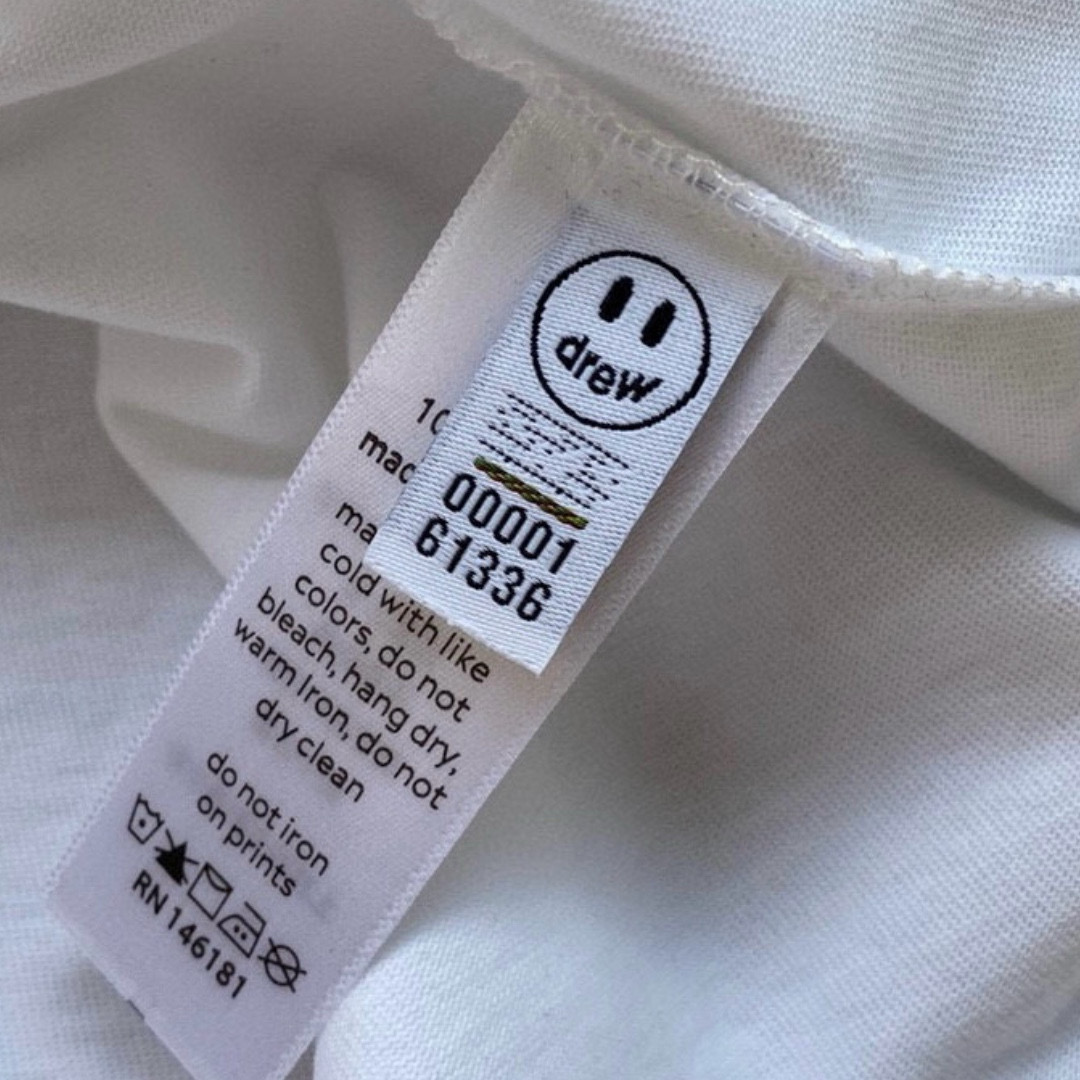 drew
00001
61336
10
mad
ma
cold with like
colors, do not
bleach, hang dry,
warm Iron, do not
dry clean
do not iron
on prints
RN 146181